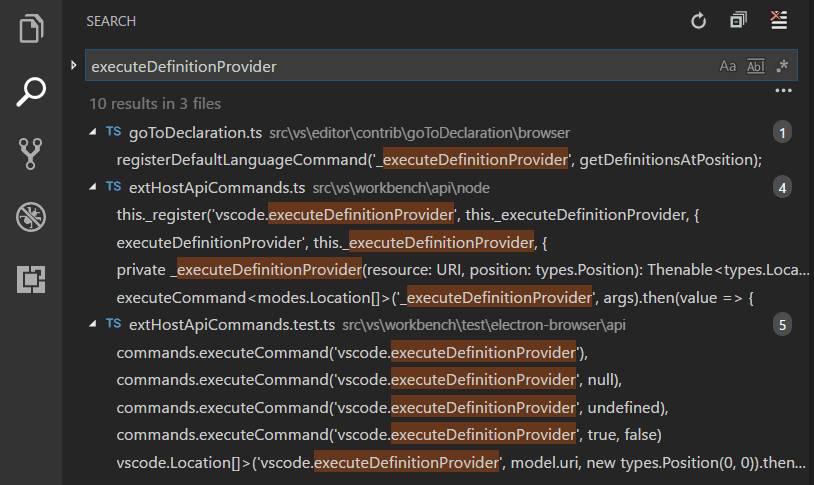 SEARCH
executeDefinitionProvider Aa Abl .*
10 results in 3 files
TS goToDeclaration.ts src\vs\editor\contrib\goToDeclaration\browser 1
registerDefaultLanguageCommand('_executeDefinitionProvider', getDefinitionsAtPosition);
TS extHostApiCommands.ts src\vs\workbench\api\node 4
this._register('vscode.executeDefinitionProvider', this._executeDefinitionProvider, {
executeDefinitionProvider', this._executeDefinitionProvider, {
private _executeDefinitionProvider(resource: URI, position: types.Position): Thenable<types.Loca...
executeCommand<modes.Location[]>('_executeDefinitionProvider', args).then(value => {
TS extHostApiCommands.test.ts src\vs\workbench\test\electron-browser\api 5
commands.executeCommand('vscode.executeDefinitionProvider'),
commands.executeCommand('vscode.executeDefinitionProvider', null),
commands.executeCommand('vscode.executeDefinitionProvider', undefined),
commands.executeCommand('vscode.executeDefinitionProvider', true, false)
vscode.Location[]>('vscode.executeDefinitionProvider', model.uri, new types.Position(0, 0)).then...